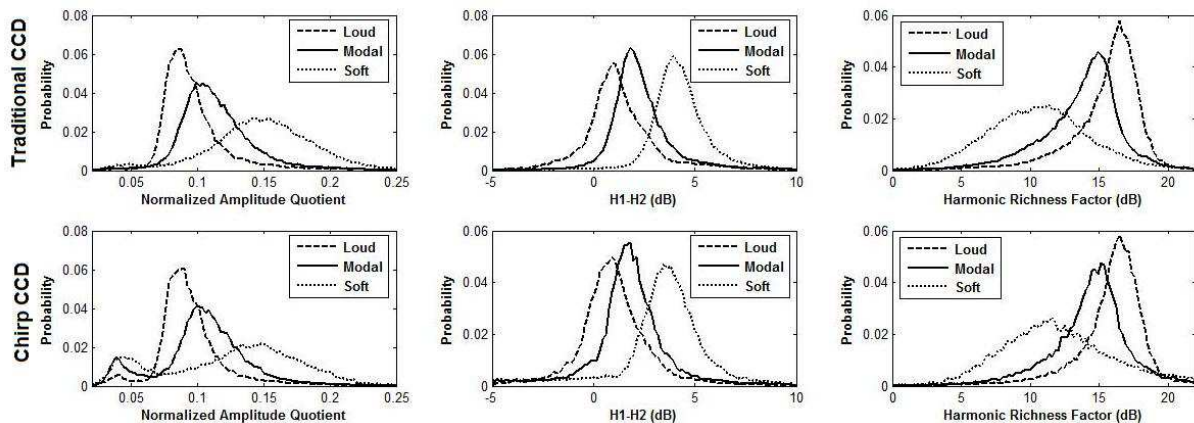 Traditional CCD
0.08
0.06
0.04
0.02
0
Probability
Loud
Modal
Soft
0.05
0.1
0.15
0.2
0.25
Normalized Amplitude Quotient
0.08
0.06
0.04
0.02
0
Probability
Loud
Modal
Soft
-5
0
5
10
H1-H2 (dB)
0.06
0.04
0.02
0
Probability
Loud
Modal
Soft
0
5
10
15
20
Harmonic Richness Factor (dB)
Chirp CCD
0.08
0.06
0.04
0.02
0
Probability
Loud
Modal
Soft
0.05
0.1
0.15
0.2
0.25
Normalized Amplitude Quotient
0.06
0.04
0.02
0
Probability
Loud
Modal
Soft
-5
0
5
10
H1-H2 (dB)
0.06
0.04
0.02
0
Probability
Loud
Modal
Soft
0
5
10
15
20
Harmonic Richness Factor (dB)